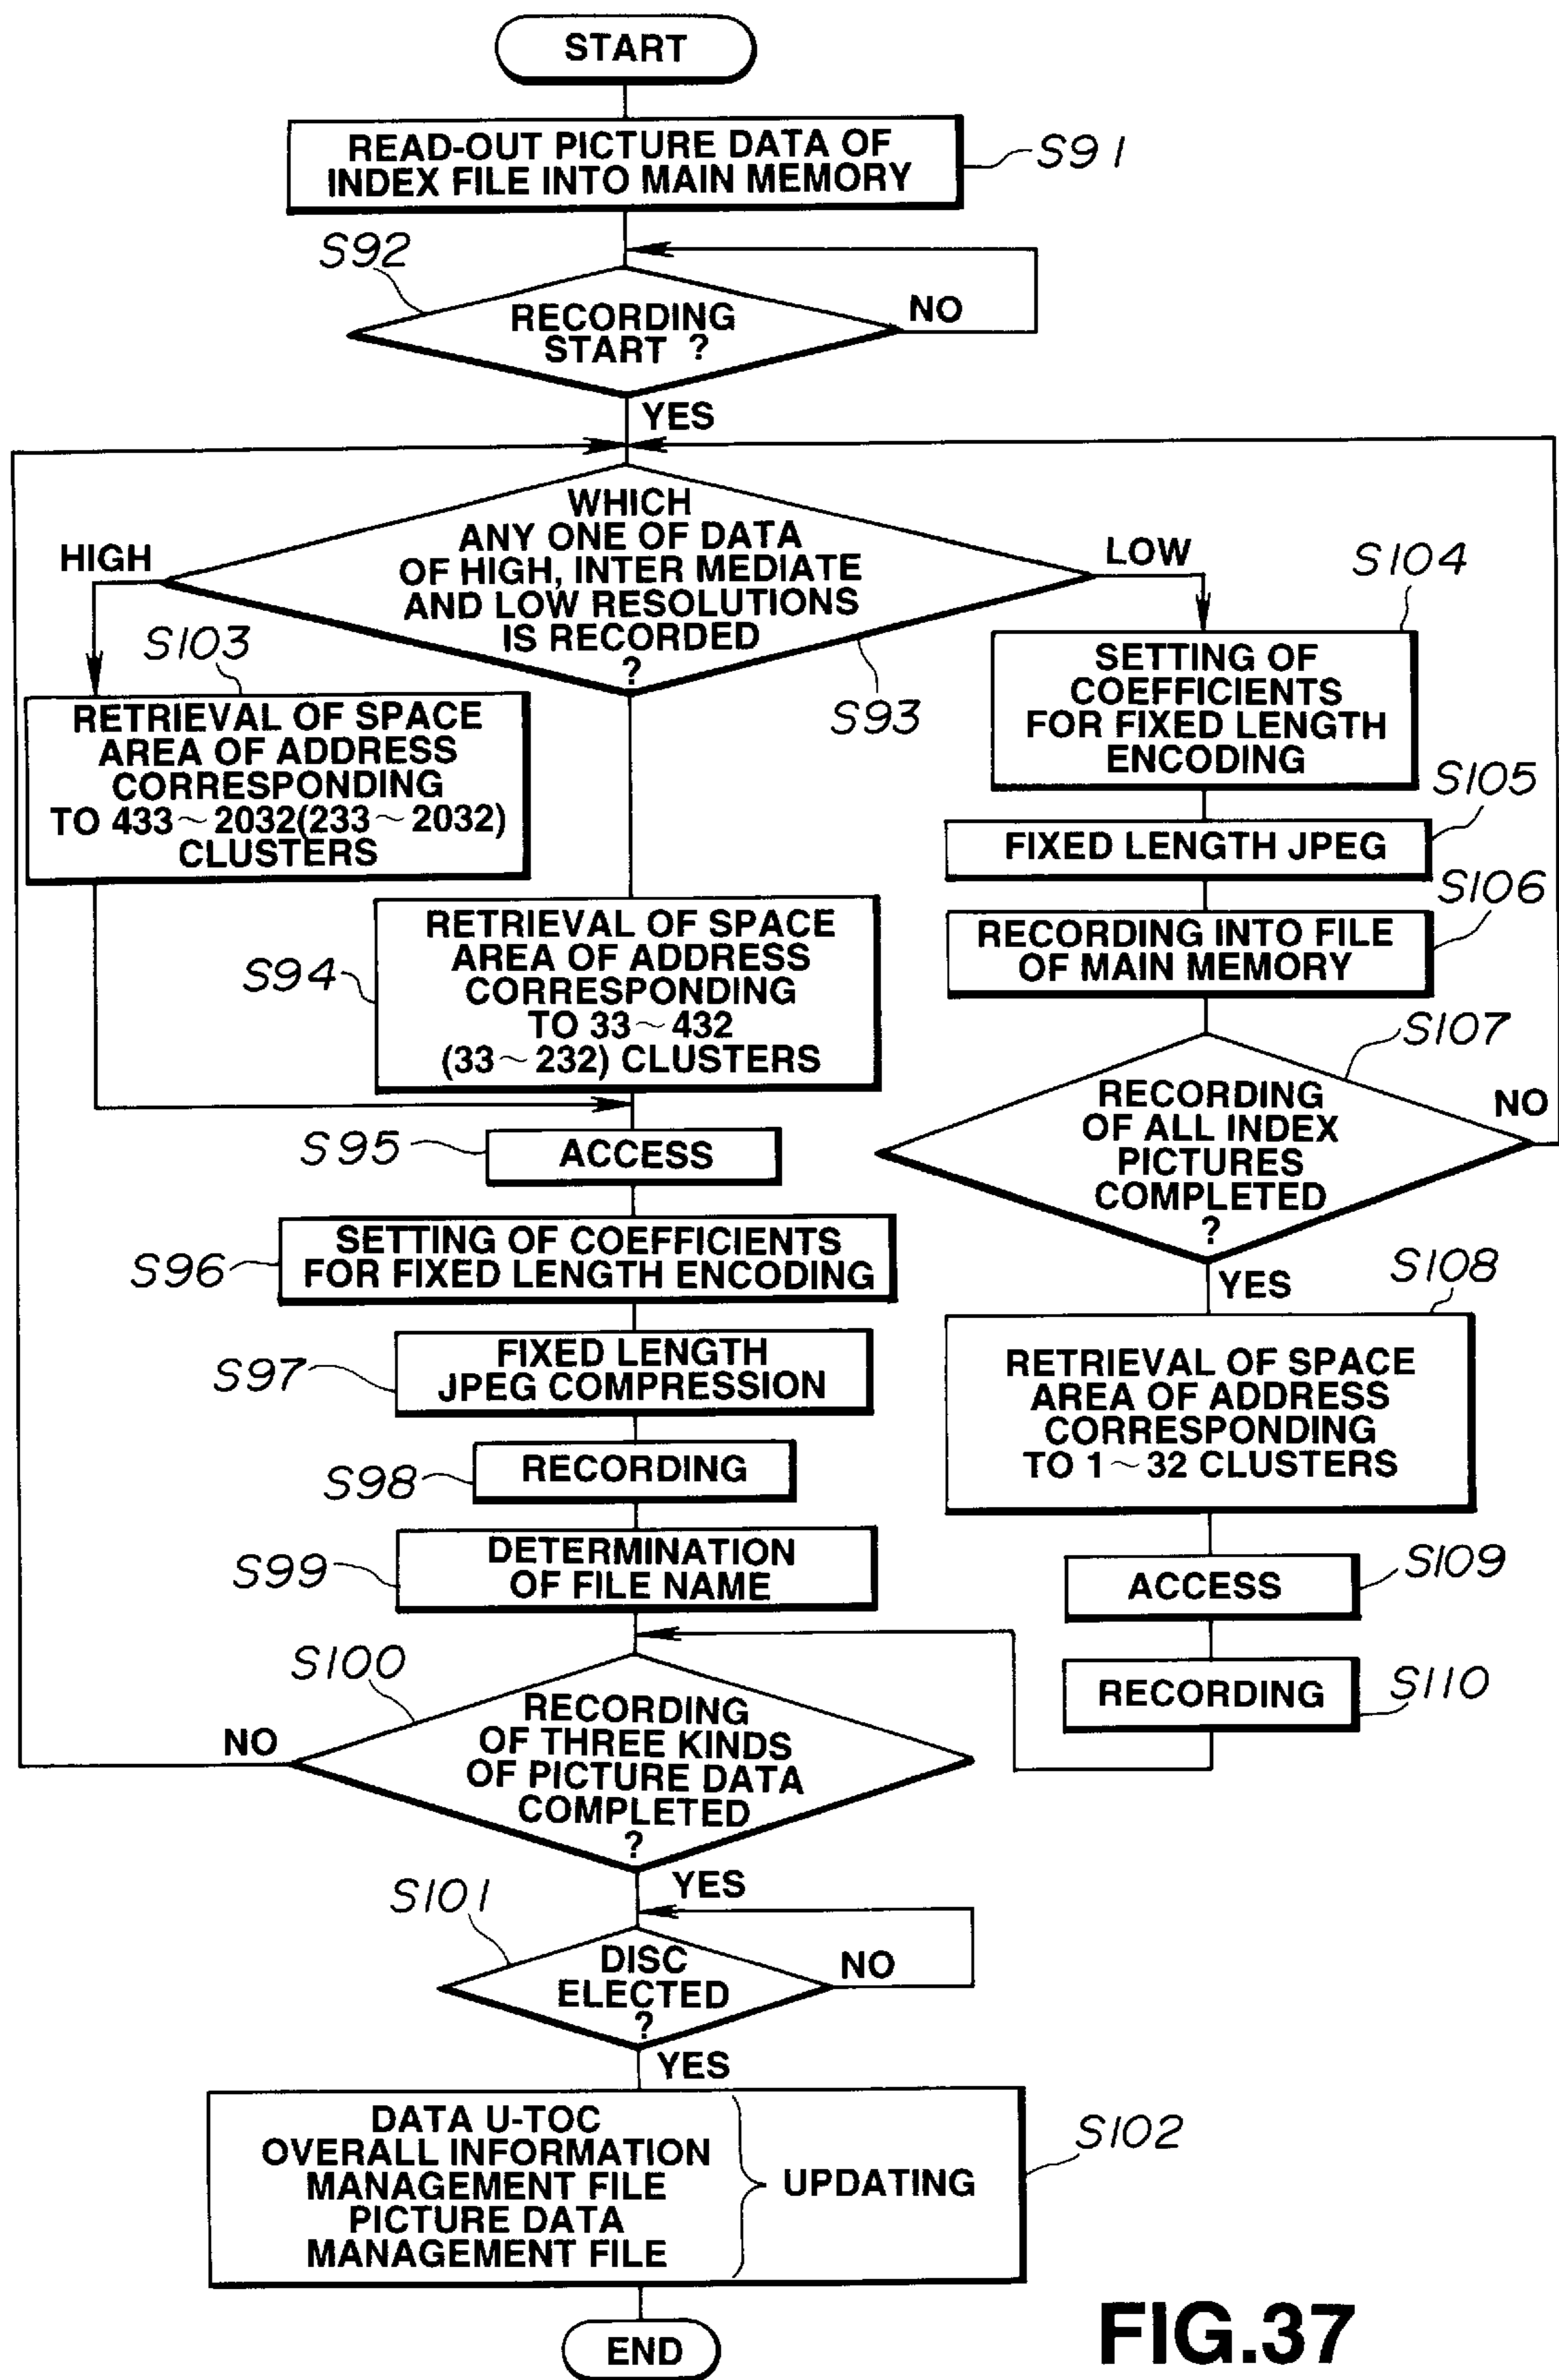 START
READ-OUT PICTURE DATA OF
INDEX FILE INTO MAIN MEMORY
S91
S92
RECORDING
START ?
NO
YES
WHICH
ANY ONE OF DATA
OF HIGH, INTER MEDIATE
AND LOW RESOLUTIONS
IS RECORDED
?
HIGH
LOW
S93
S103
RETRIEVAL OF SPACE
AREA OF ADDRESS
CORRESPONDING
TO 433~2032(233~2032)
CLUSTERS
S104
SETTING OF
COEFFICIENTS
FOR FIXED LENGTH
ENCODING
S105
FIXED LENGTH JPEG
S106
RECORDING INTO FILE
OF MAIN MEMORY
S94
RETRIEVAL OF SPACE
AREA OF ADDRESS
CORRESPONDING
TO 33~432
(33~232) CLUSTERS
S107
RECORDING
OF ALL INDEX
PICTURES
COMPLETED
?
NO
YES
S95
ACCESS
S96
SETTING OF COEFFICIENTS
FOR FIXED LENGTH ENCODING
S97
FIXED LENGTH
JPEG COMPRESSION
S98
RECORDING
S99
DETERMINATION
OF FILE NAME
S108
RETRIEVAL OF SPACE
AREA OF ADDRESS
CORRESPONDING
TO 1~32 CLUSTERS
S109
ACCESS
S110
RECORDING
S100
RECORDING
OF THREE KINDS
OF PICTURE DATA
COMPLETED
?
NO
YES
S101
DISC
ELECTED
?
NO
YES
DATA U-TOC
OVERALL INFORMATION
MANAGEMENT FILE
PICTURE DATA
MANAGEMENT FILE
UPDATING
S102
END
FIG.37